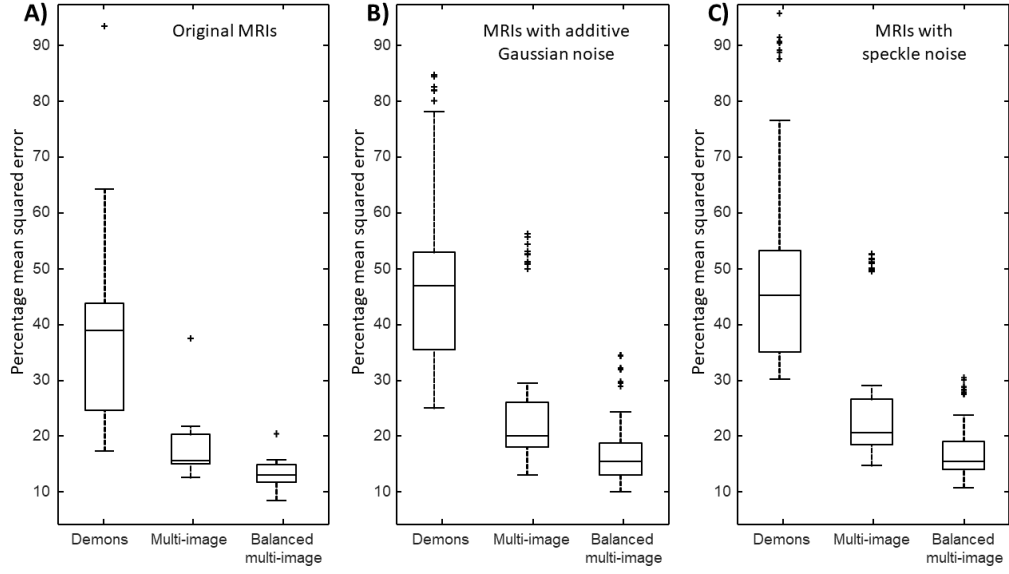 A)
Original MRIs
Percentage mean squared error
90
80
70
60
50
40
30
20
10
Demons
Multi-image
Balanced
multi-image
B)
MRIs with additive
Gaussian noise
Percentage mean squared error
90
80
70
60
50
40
30
20
10
Demons
Multi-image
Balanced
multi-image
C)
MRIs with
speckle noise
Percentage mean squared error
90
80
70
60
50
40
30
20
10
Demons
Multi-image
Balanced
multi-image